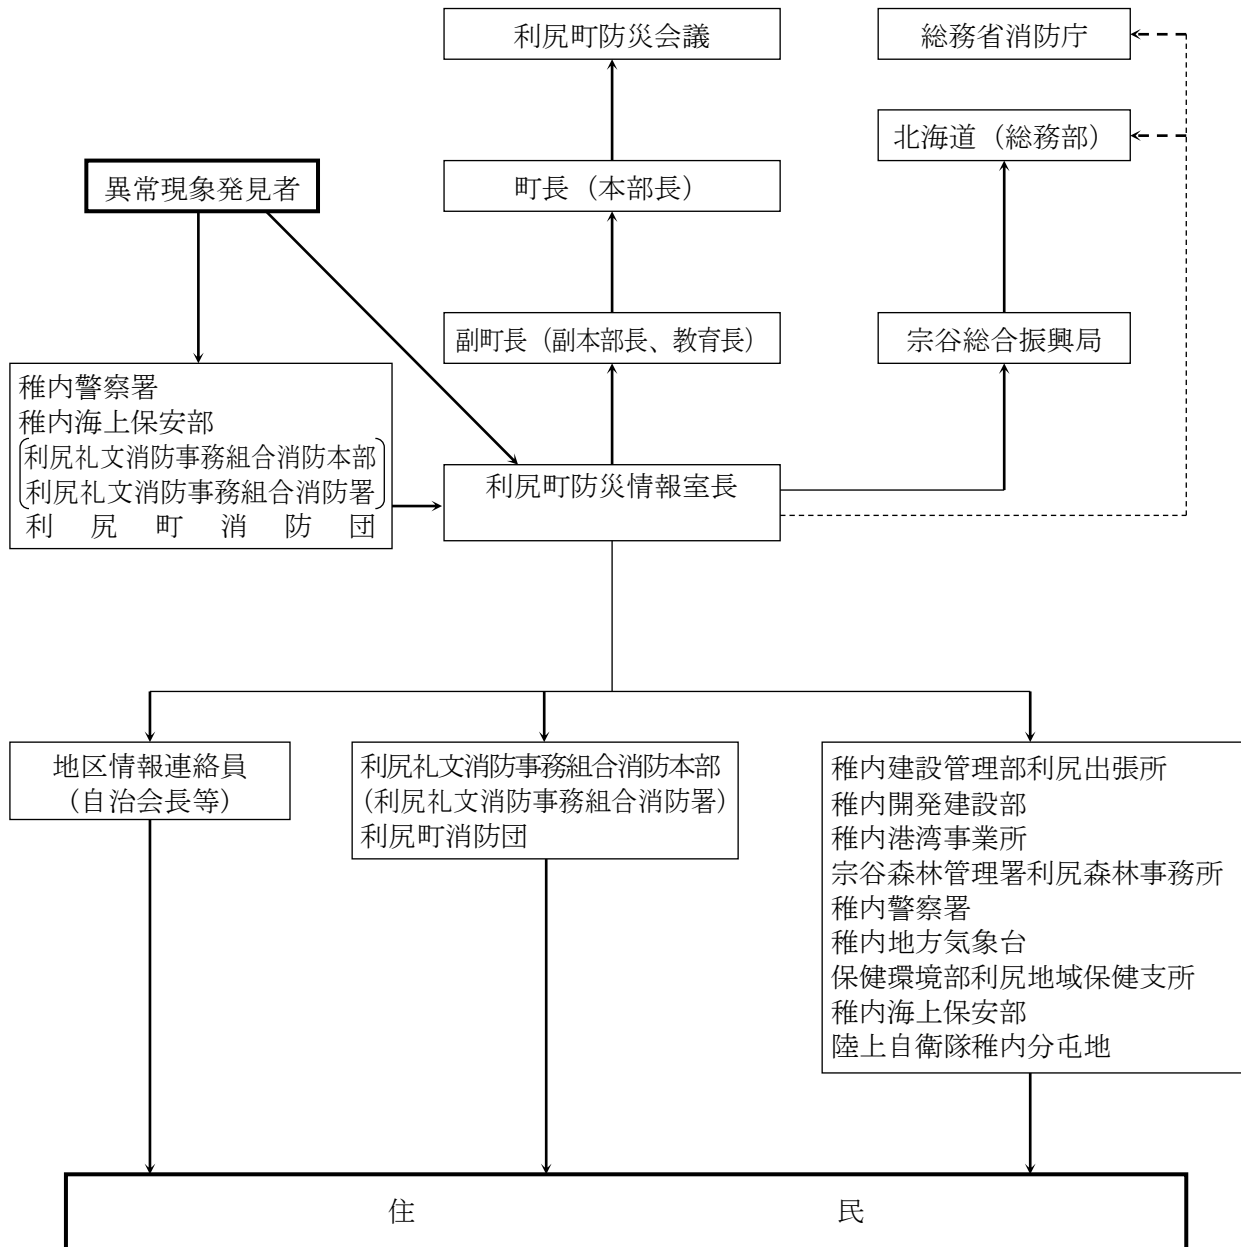 利尻町防災会議
総務省消防庁
北海道（総務部）
異常現象発見者
町長（本部長）
副町長（副本部長、教育長）
宗谷総合振興局
稚内警察署
稚内海上保安部
利尻礼文消防事務組合消防本部
利尻礼文消防事務組合消防署
利尻町消防団
利尻町防災情報室長
地区情報連絡員
（自治会長等）
利尻礼文消防事務組合消防本部
（利尻礼文消防事務組合消防署）
利尻町消防団
稚内建設管理部利尻出張所
稚内開発建設部
稚内港湾事業所
宗谷森林管理署利尻森林事務所
稚内警察署
稚内地方気象台
保健環境部利尻地域保健支所
稚内海上保安部
陸上自衛隊稚内分屯地
住民